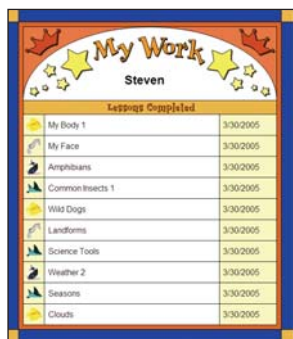 My Work
Steven
Lessons Completed
My Body 1 3/30/2005
My Face 3/30/2005
Amphibians 3/30/2005
Common Insects 1 3/30/2005
Wild Dogs 3/30/2005
Landforms 3/30/2005
Science Tools 3/30/2005
Weather 2 3/30/2005
Seasons 3/30/2005
Clouds 3/30/2005